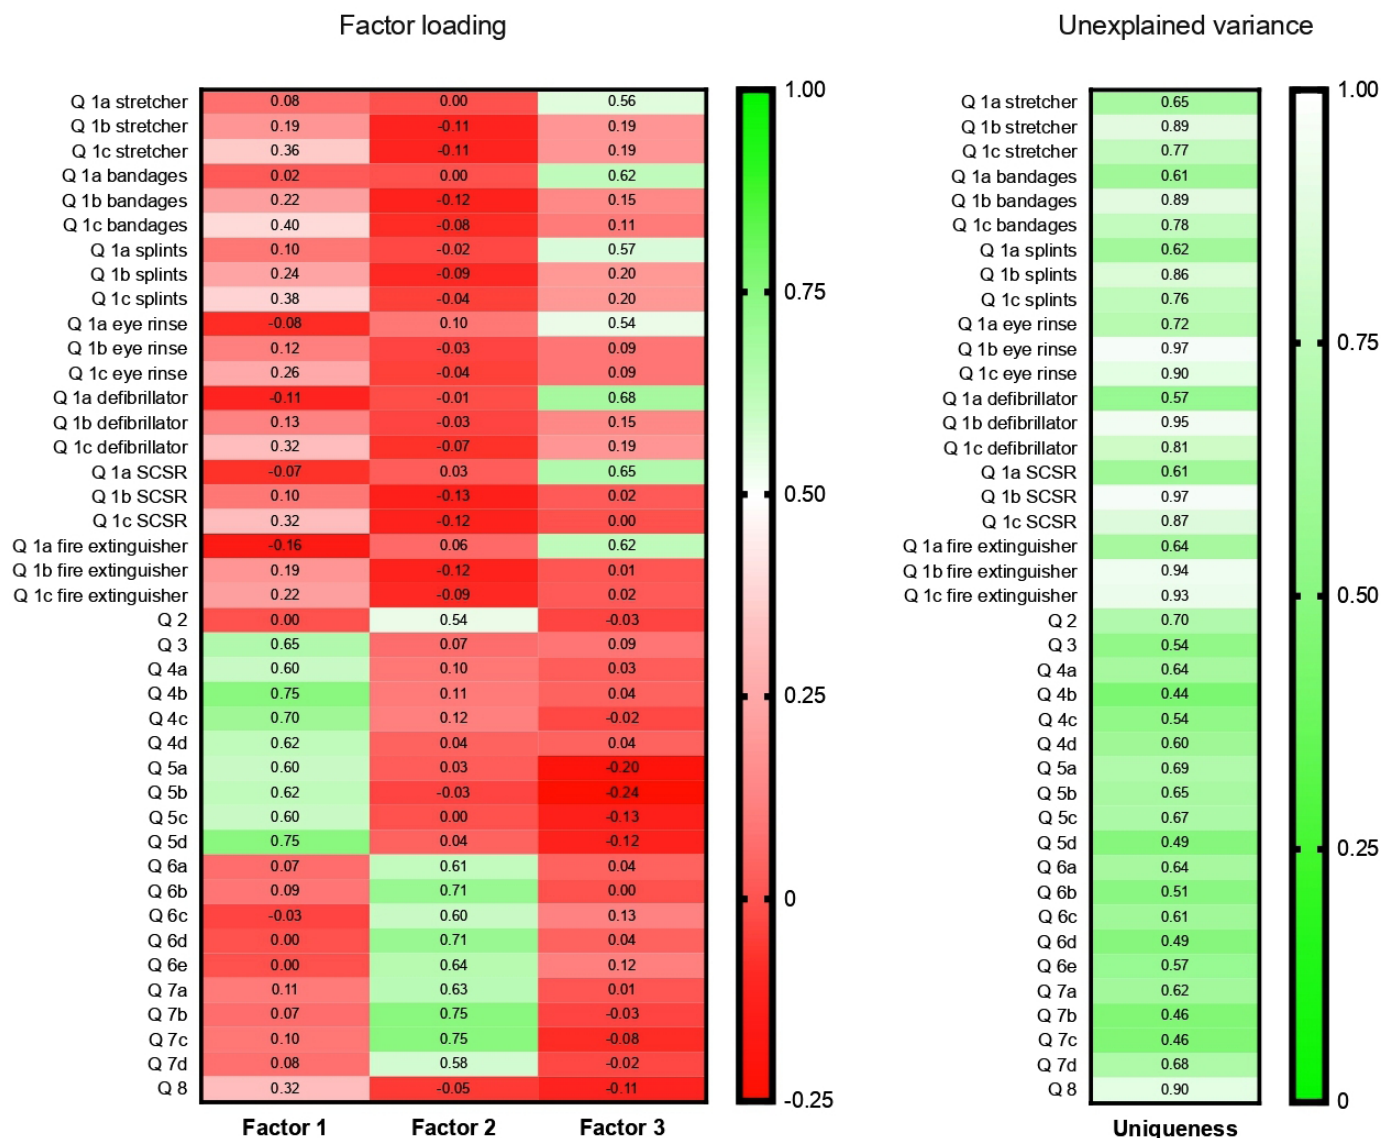 Factor loading
Unexplained variance
Q 1a stretcher 0.08 0.00 0.56 Q 1a stretcher 0.65
Q 1b stretcher 0.19 -0.11 0.19 Q 1b stretcher 0.89
Q 1c stretcher 0.36 -0.11 0.19 Q 1c stretcher 0.77
Q 1a bandages 0.02 0.00 0.62 Q 1a bandages 0.61
Q 1b bandages 0.22 -0.12 0.15 Q 1b bandages 0.89
Q 1c bandages 0.40 -0.08 0.11 Q 1c bandages 0.78
Q 1a splints 0.10 -0.02 0.57 Q 1a splints 0.62
Q 1b splints 0.24 -0.09 0.20 Q 1b splints 0.86
Q 1c splints 0.38 -0.04 0.20 Q 1c splints 0.76
Q 1a eye rinse -0.08 0.10 0.54 Q 1a eye rinse 0.72
Q 1b eye rinse 0.12 -0.03 0.09 Q 1b eye rinse 0.97
Q 1c eye rinse 0.26 -0.04 0.09 Q 1c eye rinse 0.90
Q 1a defibrillator -0.11 -0.01 0.68 Q 1a defibrillator 0.57
Q 1b defibrillator 0.13 -0.03 0.15 Q 1b defibrillator 0.95
Q 1c defibrillator 0.32 -0.07 0.19 Q 1c defibrillator 0.81
Q 1a SCSR -0.07 0.03 0.65 Q 1a SCSR 0.61
Q 1b SCSR 0.10 -0.13 0.02 Q 1b SCSR 0.97
Q 1c SCSR 0.32 -0.12 0.00 Q 1c SCSR 0.87
Q 1a fire extinguisher -0.16 0.06 0.62 Q 1a fire extinguisher 0.64
Q 1b fire extinguisher 0.19 -0.12 0.01 Q 1b fire extinguisher 0.94
Q 1c fire extinguisher 0.22 -0.09 0.02 Q 1c fire extinguisher 0.93
Q 2 0.00 0.54 -0.03 Q 2 0.70
Q 3 0.65 0.07 0.09 Q 3 0.54
Q 4a 0.60 0.10 0.03 Q 4a 0.64
Q 4b 0.75 0.11 0.04 Q 4b 0.44
Q 4c 0.70 0.12 -0.02 Q 4c 0.54
Q 4d 0.62 0.04 0.04 Q 4d 0.60
Q 5a 0.60 0.03 -0.20 Q 5a 0.69
Q 5b 0.62 -0.03 -0.24 Q 5b 0.65
Q 5c 0.60 0.00 -0.13 Q 5c 0.67
Q 5d 0.75 0.04 -0.12 Q 5d 0.49
Q 6a 0.07 0.61 0.04 Q 6a 0.64
Q 6b 0.09 0.71 0.00 Q 6b 0.51
Q 6c -0.03 0.60 0.13 Q 6c 0.61
Q 6d 0.00 0.71 0.04 Q 6d 0.49
Q 6e 0.00 0.64 0.12 Q 6e 0.57
Q 7a 0.11 0.63 0.01 Q 7a 0.62
Q 7b 0.07 0.75 -0.03 Q 7b 0.46
Q 7c 0.10 0.75 -0.08 Q 7c 0.46
Q 7d 0.08 0.58 -0.02 Q 7d 0.68
Q 8 0.32 -0.05 -0.11 Q 8 0.90
Factor 1 Factor 2 Factor 3
Uniqueness
1.00
0.75
0.50
0.25
0
-0.25
1.00
0.75
0.50
0.25
0